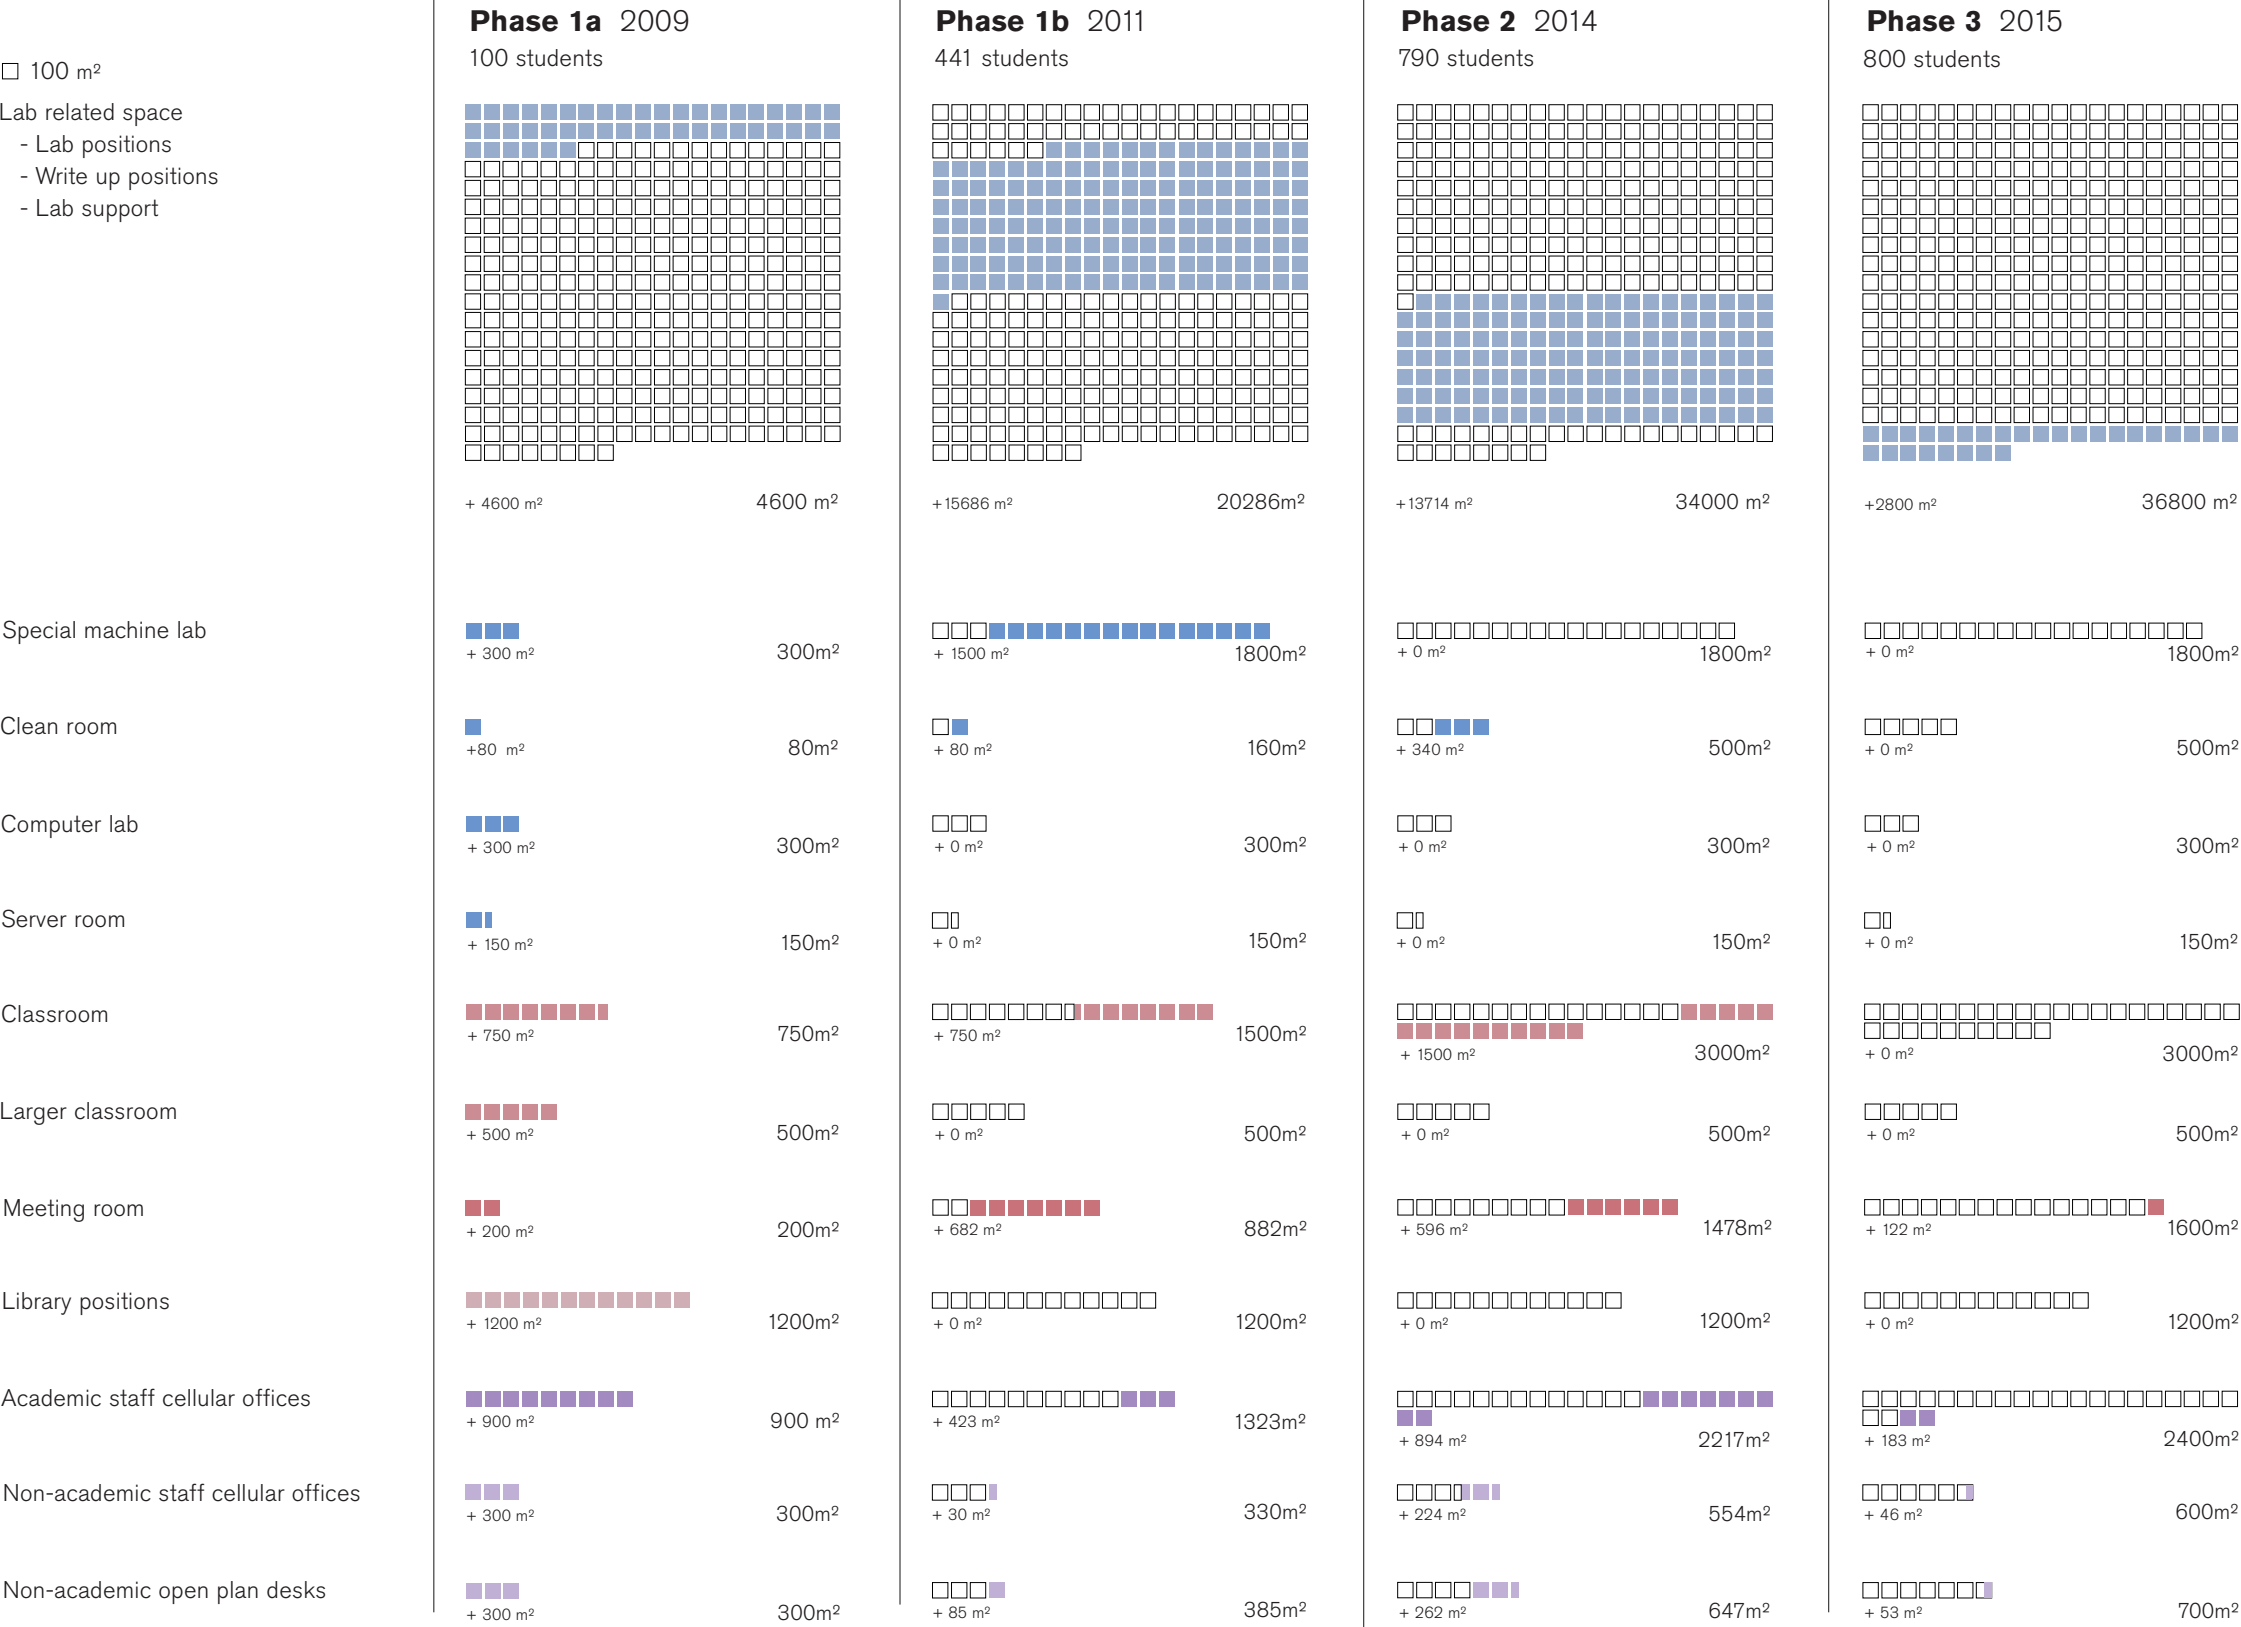 Phase 1a 2009
100 students
Phase 1b 2011
441 students
Phase 2 2014
790 students
Phase 3 2015
800 students
100 m²
Lab related space
- Lab positions
- Write up positions
- Lab support
+ 4600 m² 4600 m²
+15686 m² 20286m²
+13714 m² 34000 m²
+2800 m² 36800 m²
Special machine lab
+ 300 m² 300m²
+ 1500 m² 1800m²
+ 0 m² 1800m²
+ 0 m² 1800m²
Clean room
+80 m² 80m²
+ 80 m² 160m²
+ 340 m² 500m²
+ 0 m² 500m²
Computer lab
+ 300 m² 300m²
+ 0 m² 300m²
+ 0 m² 300m²
+ 0 m² 300m²
Server room
+ 150 m² 150m²
+ 0 m² 150m²
+ 0 m² 150m²
+ 0 m² 150m²
Classroom
+ 750 m² 750m²
+ 750 m² 1500m²
+ 1500 m² 3000m²
+ 0 m² 3000m²
Larger classroom
+ 500 m² 500m²
+ 0 m² 500m²
+ 0 m² 500m²
+ 0 m² 500m²
Meeting room
+ 200 m² 200m²
+ 682 m² 882m²
+ 596 m² 1478m²
+ 122 m² 1600m²
Library positions
+ 1200 m² 1200m²
+ 0 m² 1200m²
+ 0 m² 1200m²
+ 0 m² 1200m²
Academic staff cellular offices
+ 900 m² 900 m²
+ 423 m² 1323m²
+ 894 m² 2217m²
+ 183 m² 2400m²
Non-academic staff cellular offices
+ 300 m² 300m²
+ 30 m² 330m²
+ 224 m² 554m²
+ 46 m² 600m²
Non-academic open plan desks
+ 300 m² 300m²
+ 85 m² 385m²
+ 262 m² 647m²
+ 53 m² 700m²